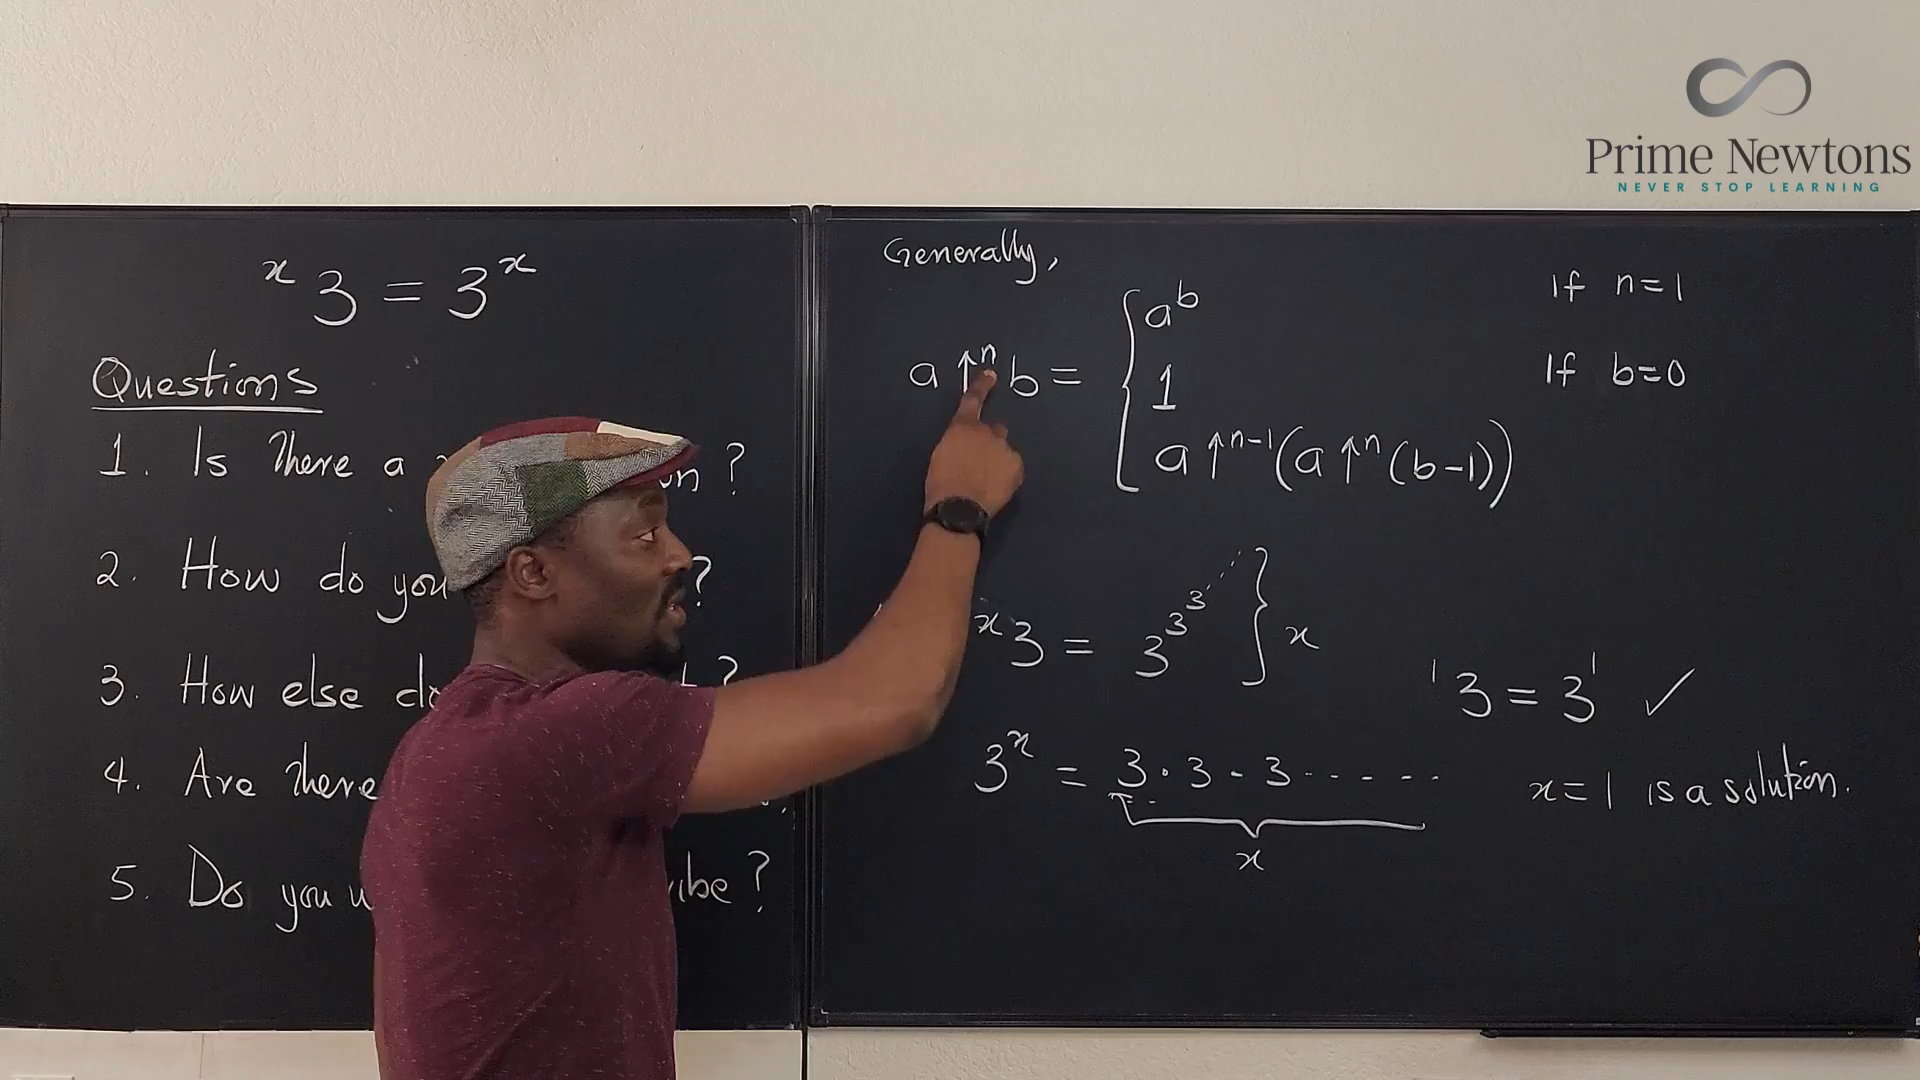 Prime Newtons
NEVER STOP LEARNING
ˣ3 = 3ˣ
Questions
1. Is there a ?
2. How do you ?
3. How else ?
4. Are there ?
5. Do you ?
Generally,
a ↑ⁿ b = { aᵇ if n=1
1 if b=0
a ↑ⁿ⁻¹ (a ↑ⁿ (b-1))
ˣ3 = 3^3^3^... } x
¹3 = 3¹ ✓
3ˣ = 3 · 3 - 3 ------
x
x = 1 is a solution.